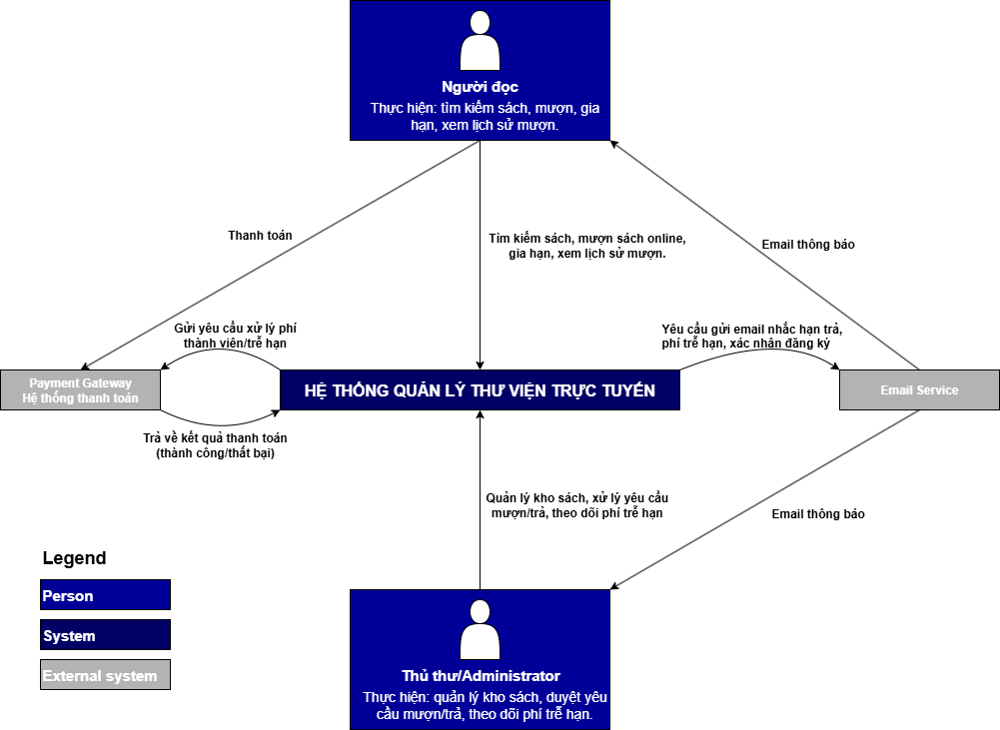 Người đọc
Thực hiện: tìm kiếm sách, mượn, gia
hạn, xem lịch sử mượn.
Thanh toán
Tìm kiếm sách, mượn sách online,
gia hạn, xem lịch sử mượn.
Email thông báo
Gửi yêu cầu xử lý phí
thành viên/trễ hạn
Yêu cầu gửi email nhắc hạn trả,
phí trễ hạn, xác nhận đăng ký
Payment Gateway
Hệ thống thanh toán
HỆ THỐNG QUẢN LÝ THƯ VIỆN TRỰC TUYẾN
Email Service
Trả về kết quả thanh toán
(thành công/thất bại)
Quản lý kho sách, xử lý yêu cầu
mượn/trả, theo dõi phí trễ hạn
Email thông báo
Legend
Person
System
External system
Thủ thư/Administrator
Thực hiện: quản lý kho sách, duyệt yêu
cầu mượn/trả, theo dõi phí trễ hạn.